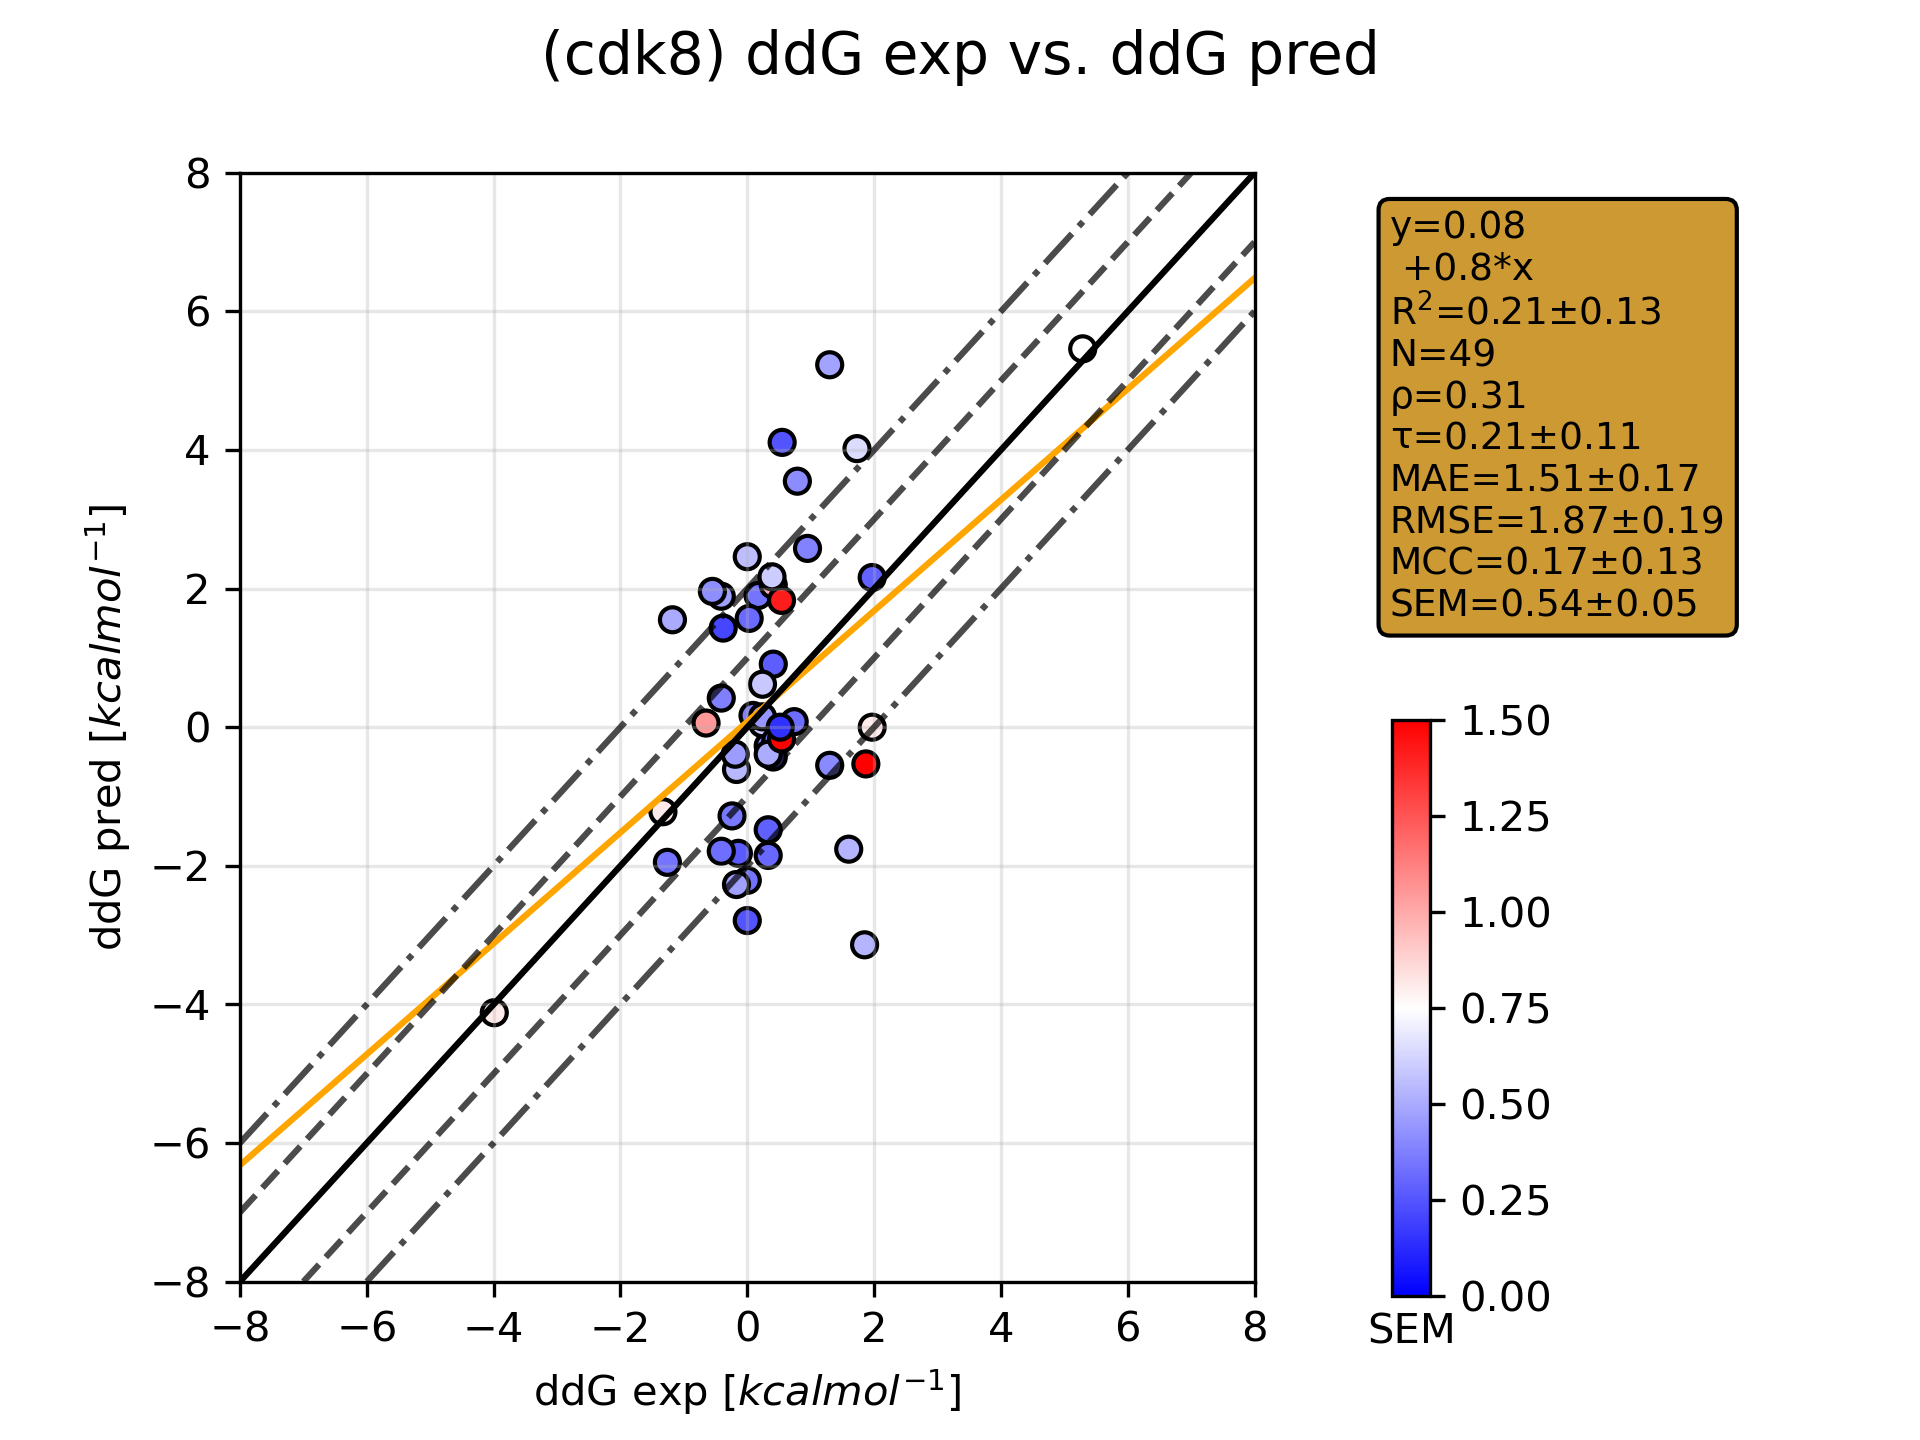 (cdk8) ddG exp vs. ddG pred
8
6
4
2
0
−2
−4
−6
−8
ddG pred [kcalmol⁻¹]
−8 −6 −4 −2 0 2 4 6 8
ddG exp [kcalmol⁻¹]
y=0.08
+0.8*x
R²=0.21±0.13
N=49
ρ=0.31
τ=0.21±0.11
MAE=1.51±0.17
RMSE=1.87±0.19
MCC=0.17±0.13
SEM=0.54±0.05
1.50
1.25
1.00
0.75
0.50
0.25
0.00
SEM